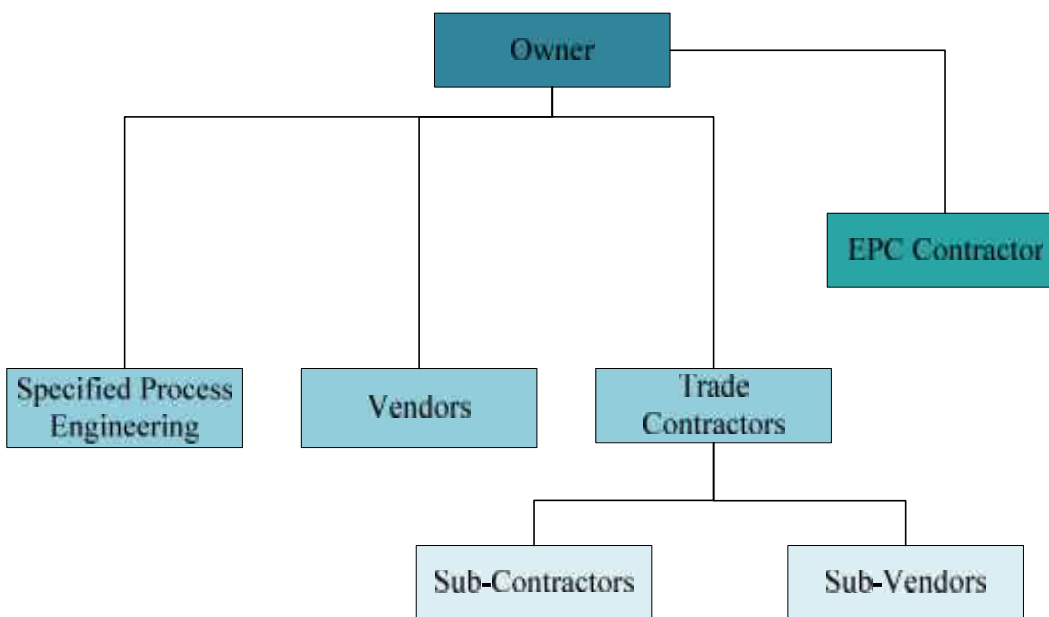 Owner
EPC Contractor
Specified Process
Engineering
Vendors
Trade
Contractors
Sub-Contractors
Sub-Vendors